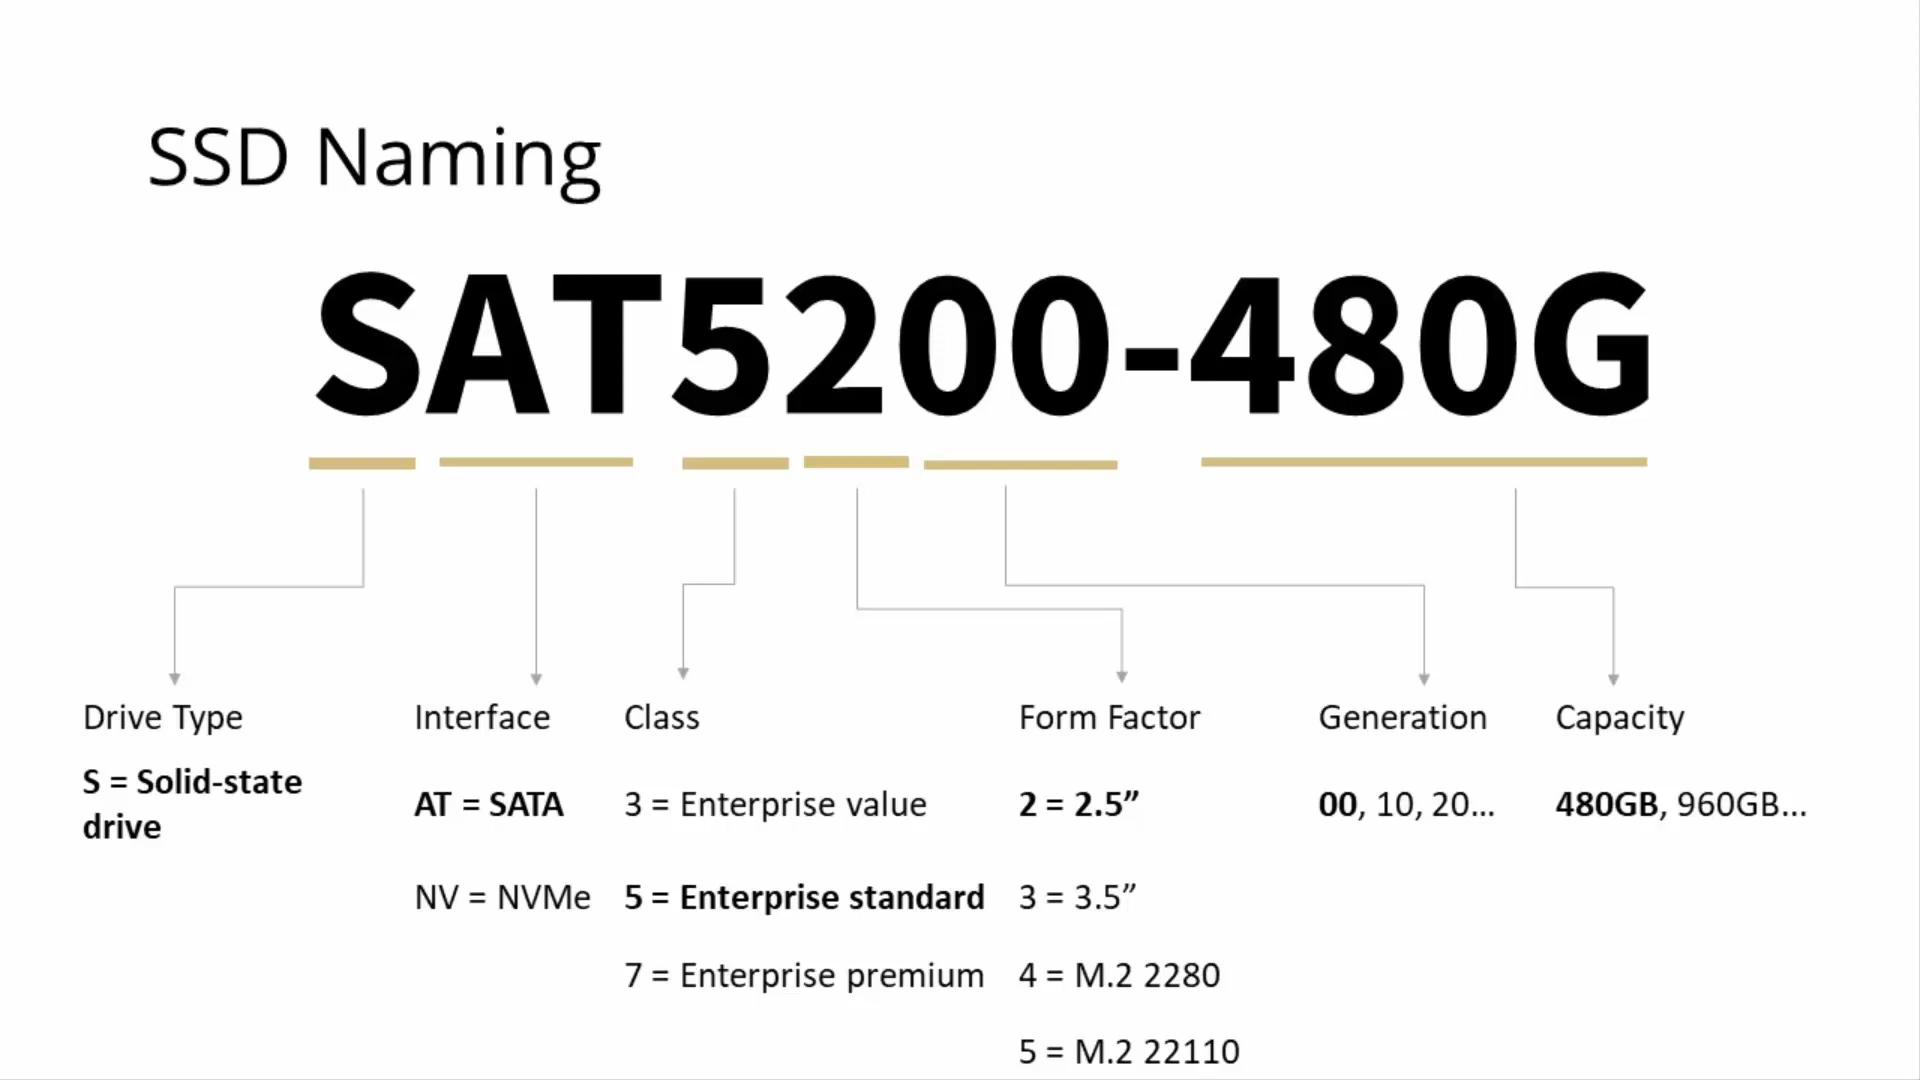 SSD Naming
SAT5200-480G
Drive Type
S = Solid-state
drive
Interface
AT = SATA
NV = NVMe
Class
3 = Enterprise value
5 = Enterprise standard
7 = Enterprise premium
Form Factor
2 = 2.5”
3 = 3.5”
4 = M.2 2280
5 = M.2 22110
Generation
00, 10, 20...
Capacity
480GB, 960GB...